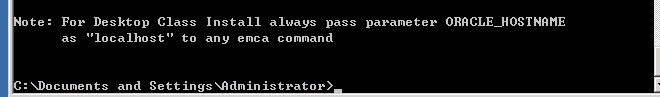 Note: For Desktop Class Install always pass parameter ORACLE_HOSTNAME
as "localhost" to any emca command
C:\Documents and Settings\Administrator>_